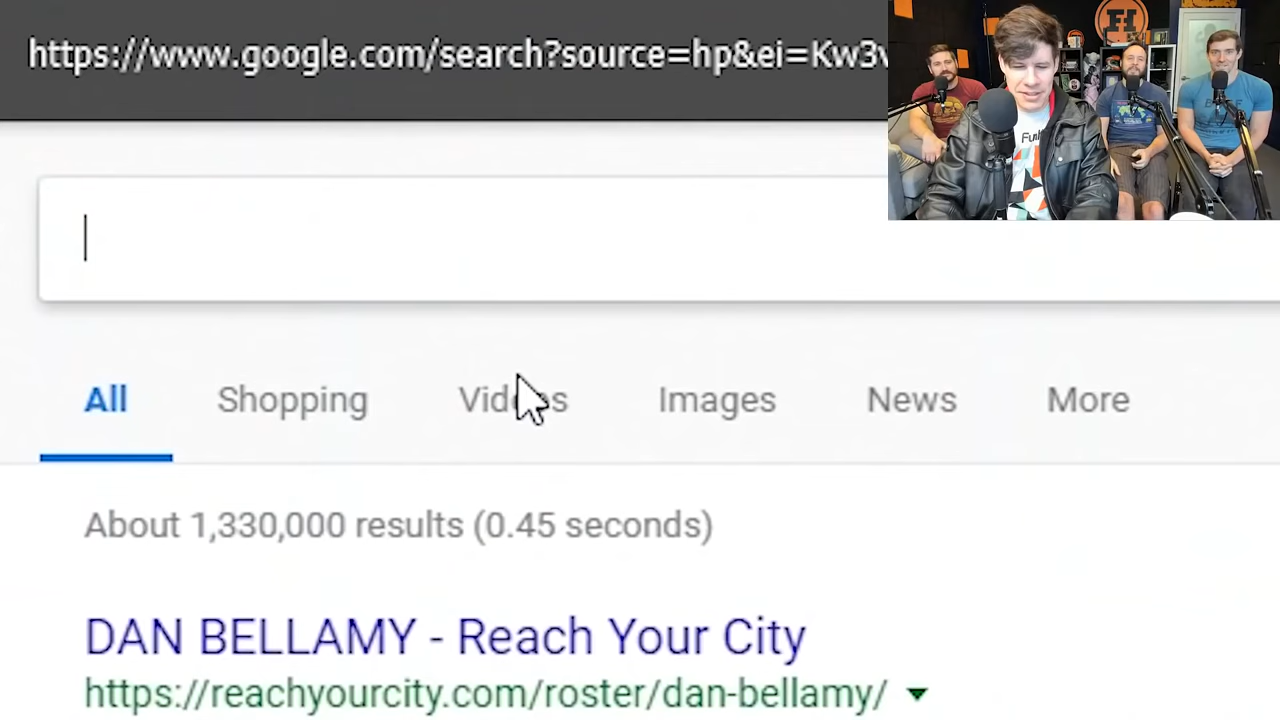 https://www.google.com/search?source=hp&ei=Kw3
All
Shopping
Videos
Images
News
More
About 1,330,000 results (0.45 seconds)
DAN BELLAMY - Reach Your City
https://reachyourcity.com/roster/dan-bellamy/